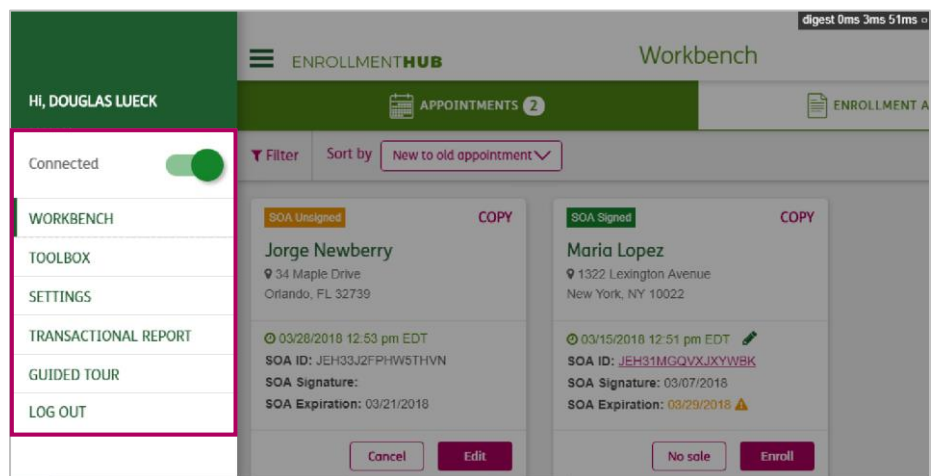 digest 0ms 3ms 51ms
ENROLLMENTHUB
Workbench
Hi, DOUGLAS LUECK
APPOINTMENTS 2
ENROLLMENT A
Connected
Filter
Sort by
New to old appointment
WORKBENCH
TOOLBOX
SETTINGS
TRANSACTIONAL REPORT
GUIDED TOUR
LOG OUT
SOA Unsigned
COPY
Jorge Newberry
34 Maple Drive
Orlando, FL 32739
03/28/2018 12:53 pm EDT
SOA ID: JEH33J2FPHW5THVN
SOA Signature:
SOA Expiration: 03/21/2018
Cancel
Edit
SOA Signed
COPY
Maria Lopez
1322 Lexington Avenue
New York, NY 10022
03/15/2018 12:51 pm EDT
SOA ID: JEH31MGQVXJXYWBK
SOA Signature: 03/07/2018
SOA Expiration: 03/29/2018
No sale
Enroll